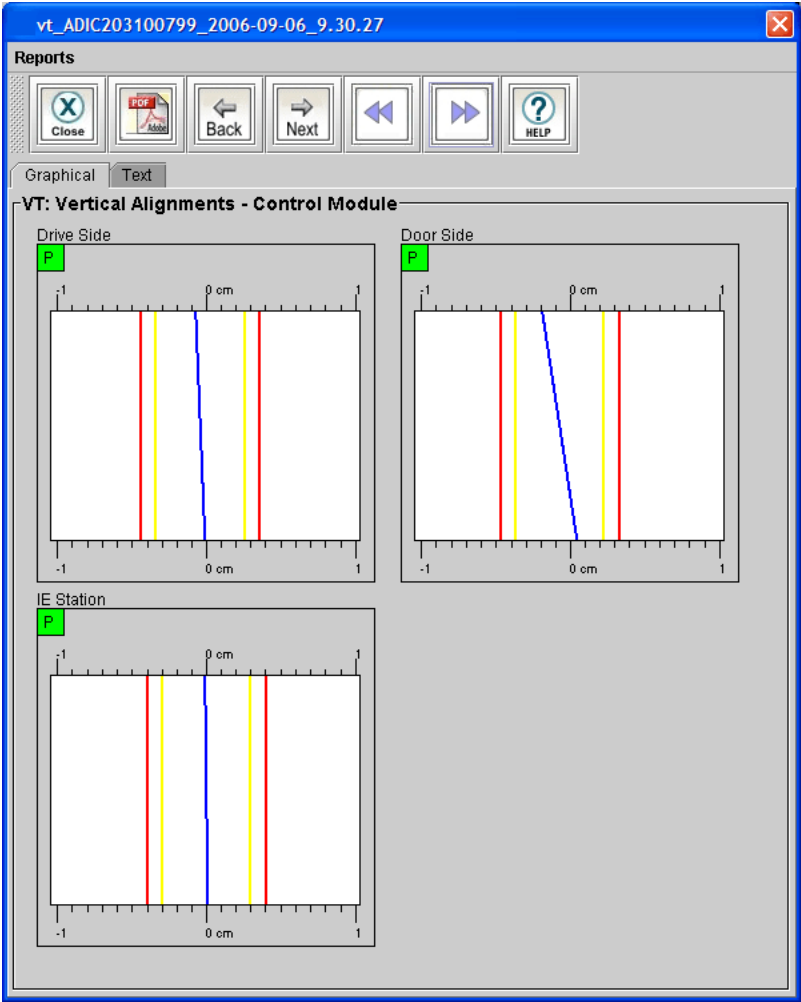 vt_ADIC203100799_2006-09-06_9.30.27
Reports
Close
PDF
Adobe
Back
Next
?
HELP
Graphical Text
VT: Vertical Alignments - Control Module
Drive Side
P
-1 0 cm 1
-1 0 cm 1
Door Side
P
-1 0 cm 1
-1 0 cm 1
IE Station
P
-1 0 cm 1
-1 0 cm 1